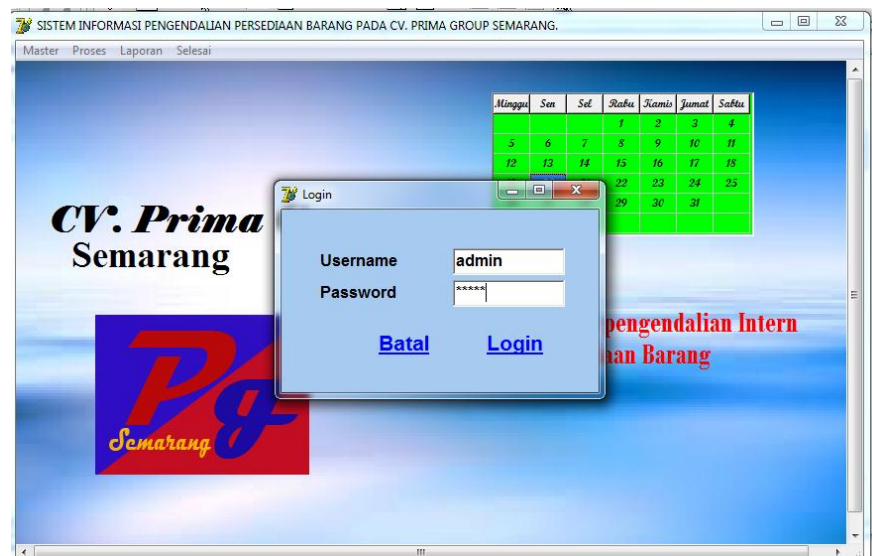 SISTEM INFORMASI PENGENDALIAN PERSEDIAAN BARANG PADA CV. PRIMA GROUP SEMARANG.
Master Proses Laporan Selesai
Minggu Sen Sel Rabu Kamis Jumat Sabtu
1 2 3 4
5 6 7 8 9 10 11
12 13 14 15 16 17 18
22 23 24 25
29 30 31
Login
CV. Prima
Semarang
Username admin
Password *****
Batal Login
pengendalian Intern
Barang
Pg
Semarang